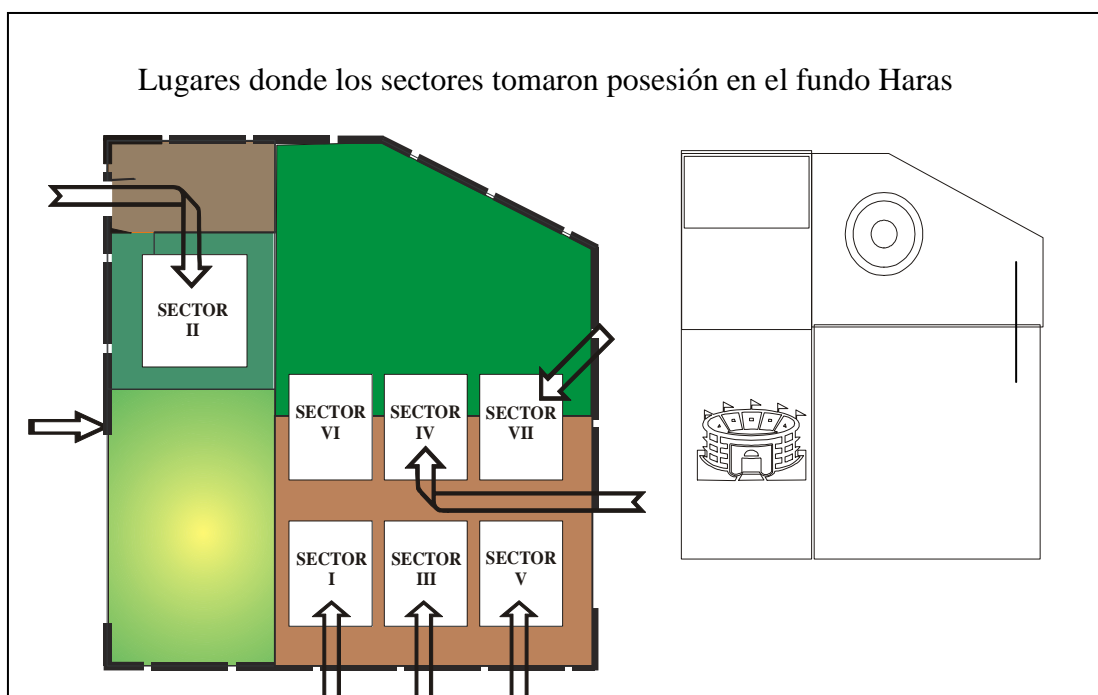 Lugares donde los sectores tomaron posesión en el fundo Haras
SECTOR
II
SECTOR
VI
SECTOR
IV
SECTOR
VII
SECTOR
I
SECTOR
III
SECTOR
V